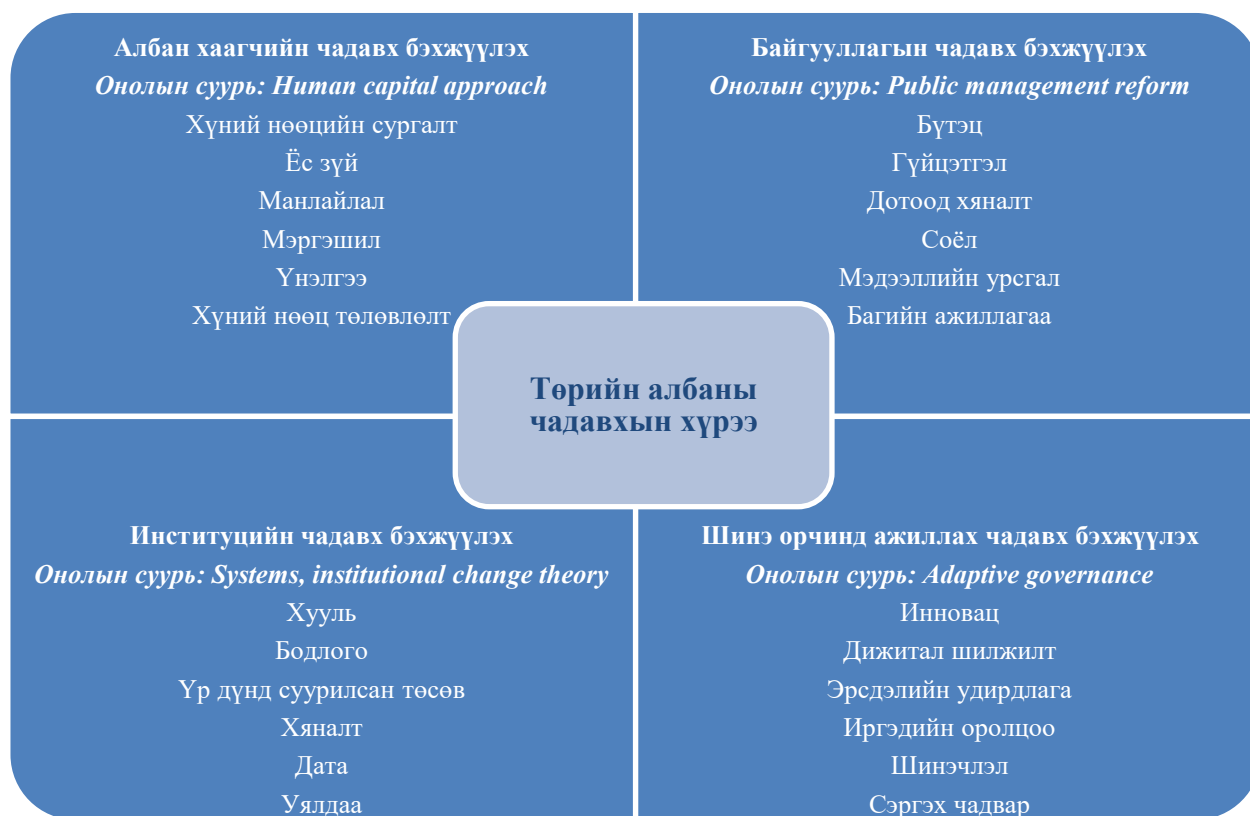 Албан хаагчийн чадавх бэхжүүлэх
Онолын суурь: Human capital approach
Хүний нөөцийн сургалт
Ёс зүй
Манлайлал
Мэргэшил
Үнэлгээ
Хүний нөөц төлөвлөлт
Байгууллагын чадавх бэхжүүлэх
Онолын суурь: Public management reform
Бүтэц
Гүйцэтгэл
Дотоод хяналт
Соёл
Мэдээллийн урсгал
Багийн ажиллагаа
Төрийн албаны
чадавхын хүрээ
Институцийн чадавх бэхжүүлэх
Онолын суурь: Systems, institutional change theory
Хууль
Бодлого
Үр дүнд суурилсан төсөв
Хяналт
Дата
Уялдаа
Шинэ орчинд ажиллах чадавх бэхжүүлэх
Онолын суурь: Adaptive governance
Инновац
Дижитал шилжилт
Эрсдэлийн удирдлага
Иргэдийн оролцоо
Шинэчлэл
Сэргэх чадвар